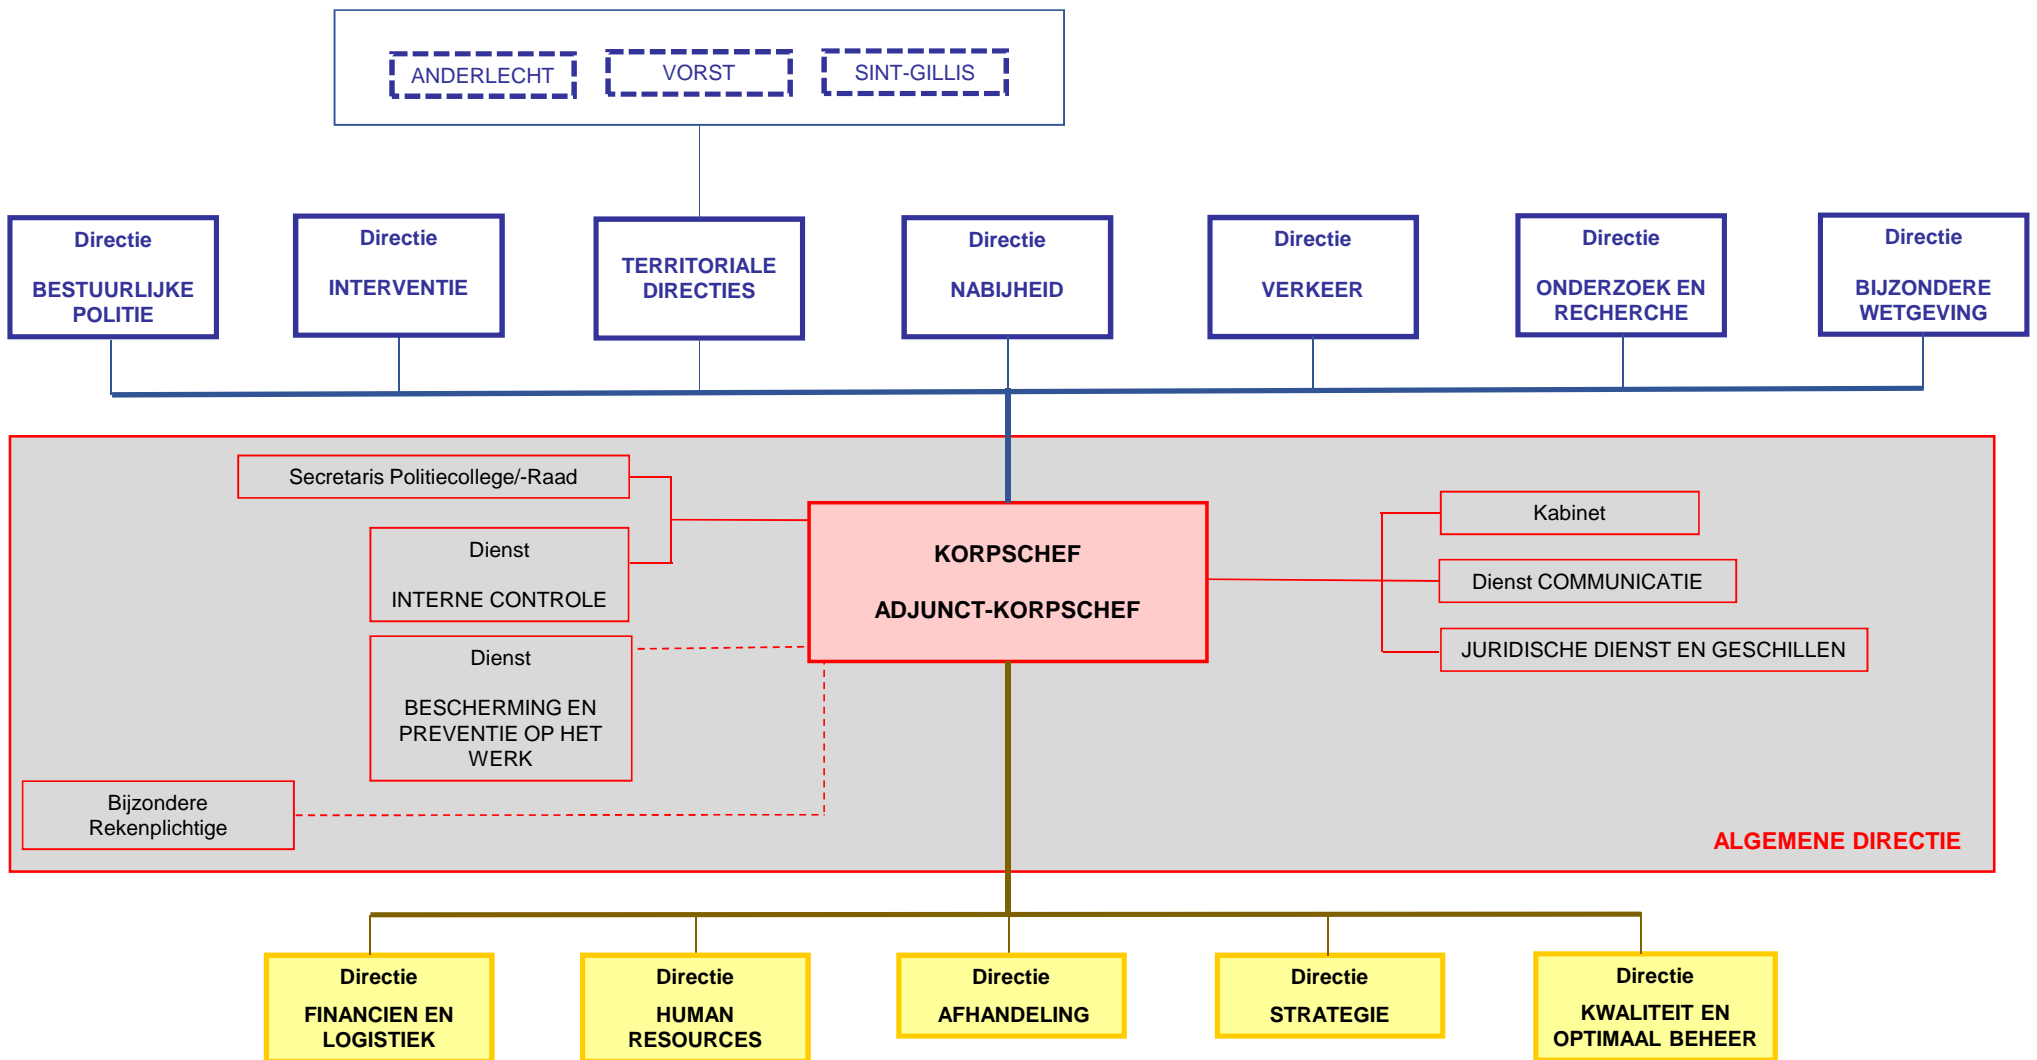 ANDERLECHT
VORST
SINT-GILLIS
Directie
BESTUURLIJKE
POLITIE
Directie
INTERVENTIE
TERRITORIALE
DIRECTIES
Directie
NABIJHEID
Directie
VERKEER
Directie
ONDERZOEK EN
RECHERCHE
Directie
BIJZONDERE
WETGEVING
Secretaris Politiecollege/-Raad
Dienst
INTERNE CONTROLE
Dienst
BESCHERMING EN
PREVENTIE OP HET
WERK
Bijzondere
Rekenplichtige
KORPSCHEF
ADJUNCT-KORPSCHEF
Kabinet
Dienst COMMUNICATIE
JURIDISCHE DIENST EN GESCHILLEN
ALGEMENE DIRECTIE
Directie
FINANCIEN EN
LOGISTIEK
Directie
HUMAN
RESOURCES
Directie
AFHANDELING
Directie
STRATEGIE
Directie
KWALITEIT EN
OPTIMAAL BEHEER